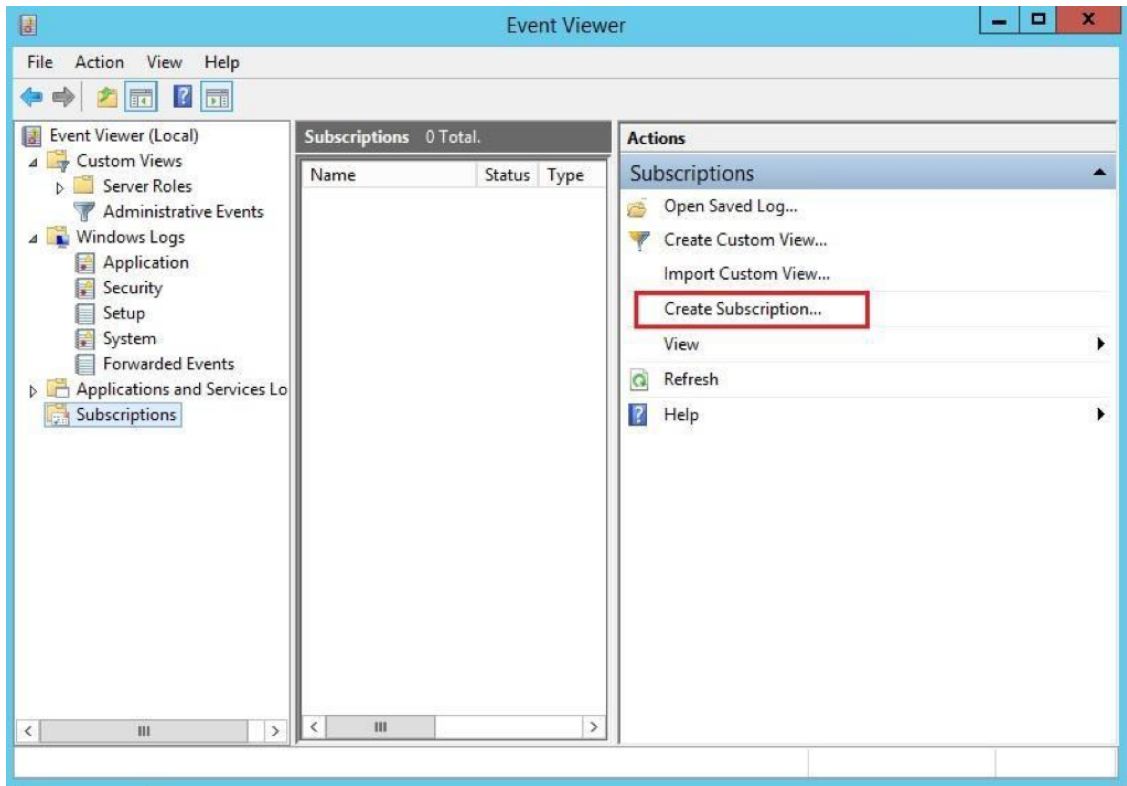 Event Viewer
File Action View Help
Event Viewer (Local)
Custom Views
Server Roles
Administrative Events
Windows Logs
Application
Security
Setup
System
Forwarded Events
Applications and Services Lo
Subscriptions
Subscriptions 0 Total.
Name Status Type
Actions
Subscriptions
Open Saved Log...
Create Custom View...
Import Custom View...
Create Subscription...
View
Refresh
Help